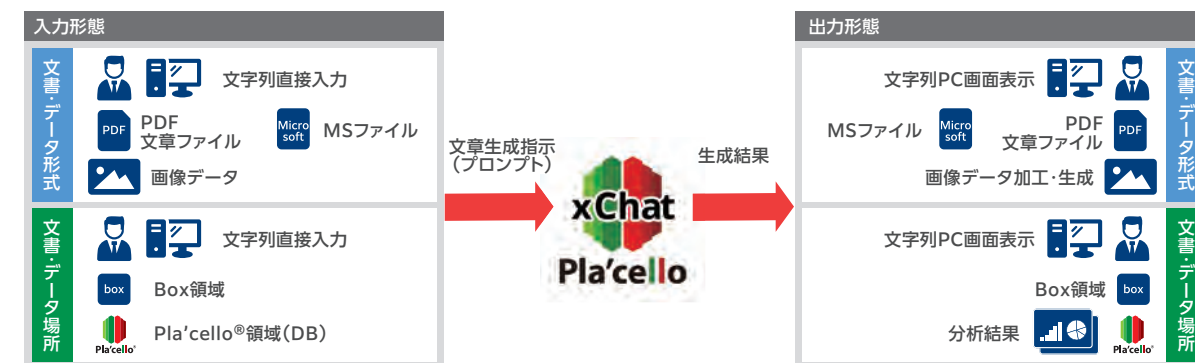 入力形態
文書・データ形式
文字列直接入力
PDF
PDF
文章ファイル
Micro
soft
MSファイル
画像データ
文書・データ場所
文字列直接入力
box
Box領域
Pla'cello®
Pla'cello®領域(DB)
文章生成指示
(プロンプト)
xChat
Pla'cello
生成結果
出力形態
文字列PC画面表示
MSファイル
Micro
soft
PDF
文章ファイル
PDF
画像データ加工・生成
文書・データ形式
文字列PC画面表示
Box領域
box
分析結果
Pla'cello®
文書・データ場所